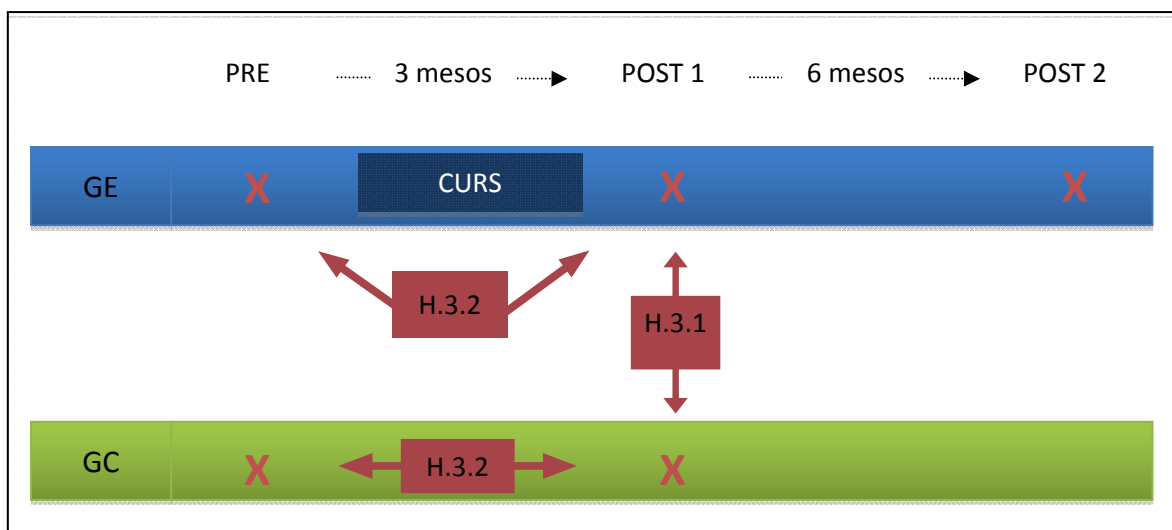 PRE 3 mesos POST 1 6 mesos POST 2
GE X CURS X X
H.3.2
H.3.1
GC X H.3.2 X